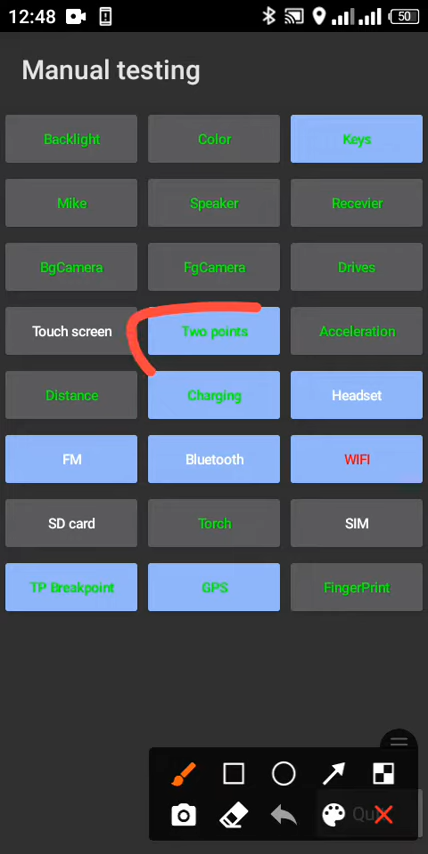 12:48 50
Manual testing
Backlight Color Keys
Mike Speaker Recevier
BgCamera FgCamera Drives
Touch screen Two points Acceleration
Distance Charging Headset
FM Bluetooth WIFI
SD card Torch SIM
TP Breakpoint GPS FingerPrint